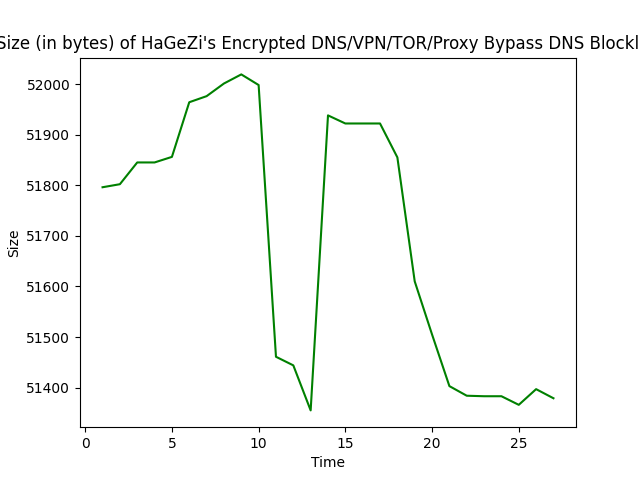 Size (in bytes) of HaGeZi's Encrypted DNS/VPN/TOR/Proxy Bypass DNS Blockl
52000
51900
51800
51700
51600
51500
51400
Size
0 5 10 15 20 25
Time